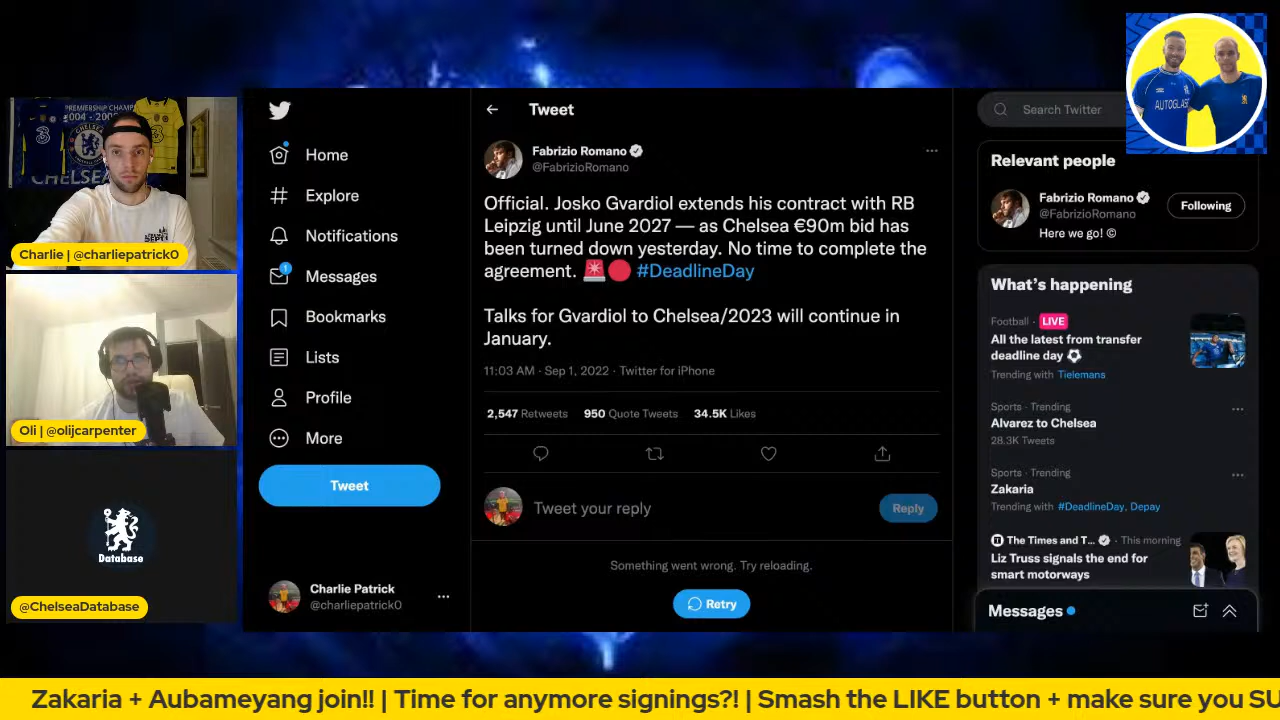 PREMIERSHIP CHAMP
CHELSEA
Charlie | @charliepatrick0
Oli | @olijcarpenter
Database
@ChelseaDatabase
Home
Explore
Notifications
1
Messages
Bookmarks
Lists
Profile
More
Tweet
Charlie Patrick
@charliepatrick0
Tweet
Fabrizio Romano
@FabrizioRomano
Official. Josko Gvardiol extends his contract with RB
Leipzig until June 2027 — as Chelsea €90m bid has
been turned down yesterday. No time to complete the
agreement. 🚨🔴 #DeadlineDay
Talks for Gvardiol to Chelsea/2023 will continue in
January.
11:03 AM · Sep 1, 2022 · Twitter for iPhone
2,547 Retweets 950 Quote Tweets 34.5K Likes
Tweet your reply
Reply
Something went wrong. Try reloading.
Retry
Search Twitter
AUTOGLASS
Relevant people
Fabrizio Romano
@FabrizioRomano
Following
Here we go! ©
What's happening
Football · LIVE
All the latest from transfer
deadline day ⚽
Trending with Tielemans
Sports · Trending
Alvarez to Chelsea
28.3K Tweets
Sports · Trending
Zakaria
Trending with #DeadlineDay, Depay
The Times and T... · This morning
Liz Truss signals the end for
smart motorways
Messages
Zakaria + Aubameyang join!! | Time for anymore signings?! | Smash the LIKE button + make sure you SU